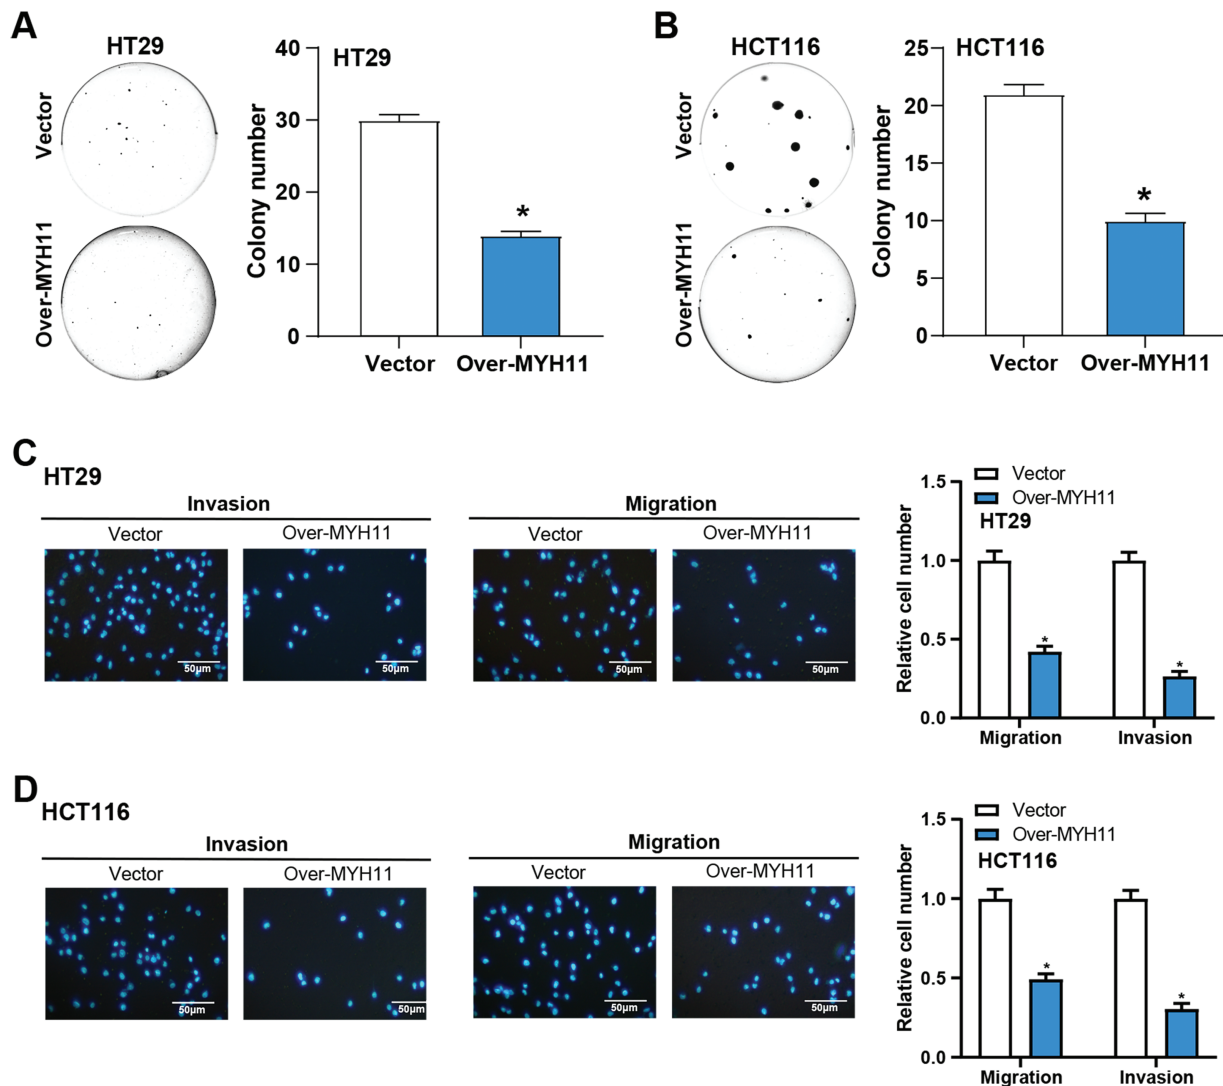 A
HT29
Vector
Over-MYH11
HT29
Colony number
40
30
20
10
0
*
Vector
Over-MYH11
B
HCT116
Vector
Over-MYH11
HCT116
Colony number
25
20
15
10
5
0
*
Vector
Over-MYH11
C
HT29
Invasion
Vector
Over-MYH11
50μm
50μm
Migration
Vector
Over-MYH11
50μm
50μm
Vector
Over-MYH11
HT29
Relative cell number
1.5
1.0
0.5
0.0
*
*
Migration
Invasion
D
HCT116
Invasion
Vector
Over-MYH11
50μm
50μm
Migration
Vector
Over-MYH11
50μm
50μm
Vector
Over-MYH11
HCT116
Relative cell number
1.5
1.0
0.5
0.0
*
*
Migration
Invasion